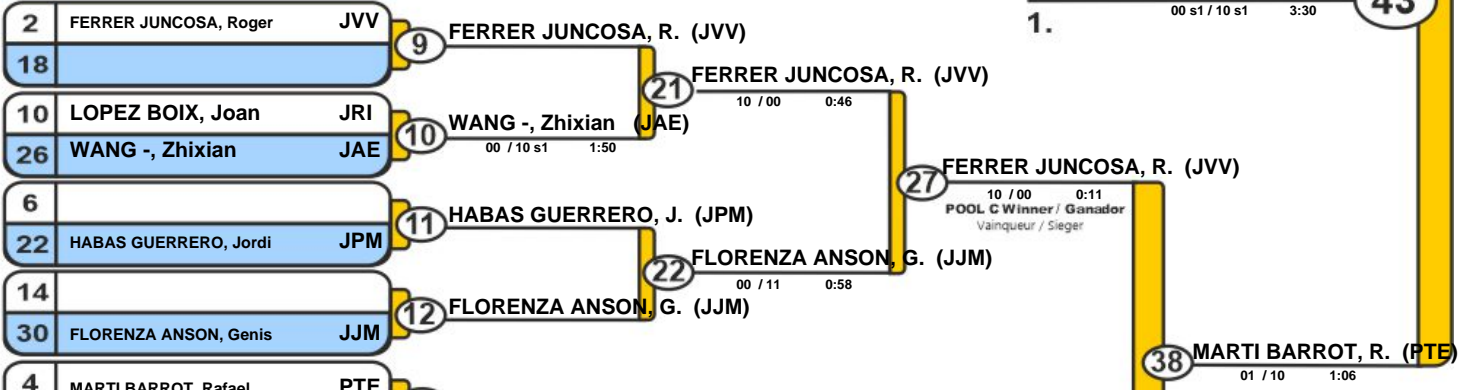 2 FERRER JUNCOSA, Roger JVV
18
9 FERRER JUNCOSA, R. (JVV)
10 LOPEZ BOIX, Joan JRI
26 WANG -, Zhixian JAE
10 WANG -, Zhixian (JAE)
00 / 10 s1 1:50
21 FERRER JUNCOSA, R. (JVV)
10 / 00 0:46
6
22 HABAS GUERRERO, Jordi JPM
11 HABAS GUERRERO, J. (JPM)
14
30 FLORENZA ANSON, Genis JJM
12 FLORENZA ANSON, G. (JJM)
22 FLORENZA ANSON, G. (JJM)
00 / 11 0:58
27 FERRER JUNCOSA, R. (JVV)
10 / 00 0:11
POOL C Winner / Ganador
Vainqueur / Sieger
4 MARTI BARROT, Rafael PTE
38 MARTI BARROT, R. (PTE)
01 / 10 1:06
00 s1 / 10 s1 3:30
43
1.